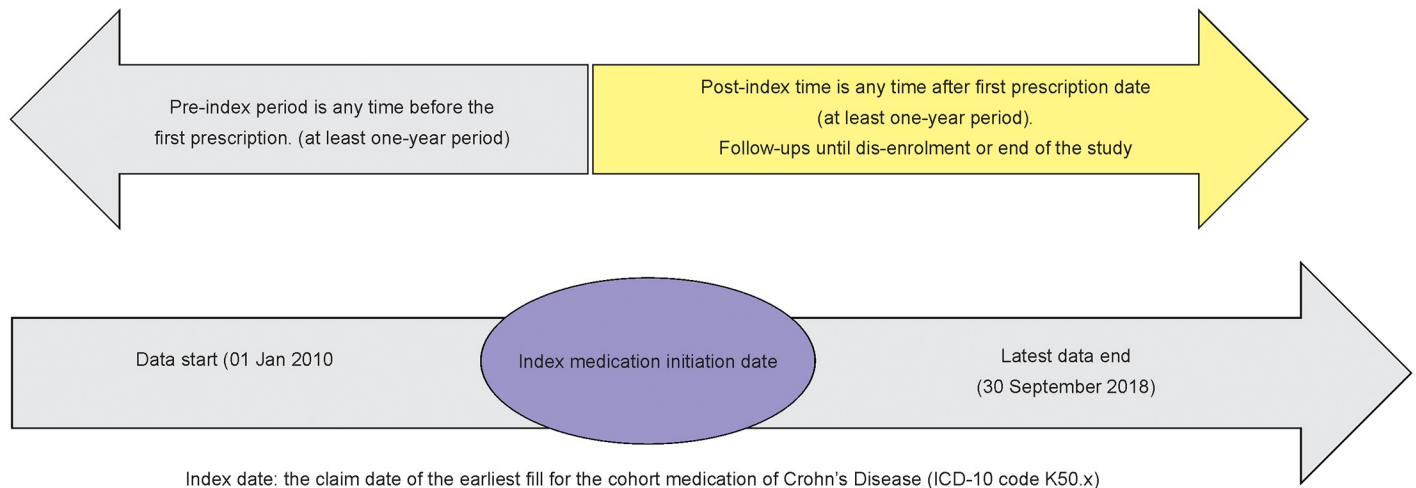 Pre-index period is any time before the
first prescription. (at least one-year period)
Post-index time is any time after first prescription date
(at least one-year period).
Follow-ups until dis-enrolment or end of the study
Data start (01 Jan 2010
Index medication initiation date
Latest data end
(30 September 2018)
Index date: the claim date of the earliest fill for the cohort medication of Crohn’s Disease (ICD-10 code K50.x)